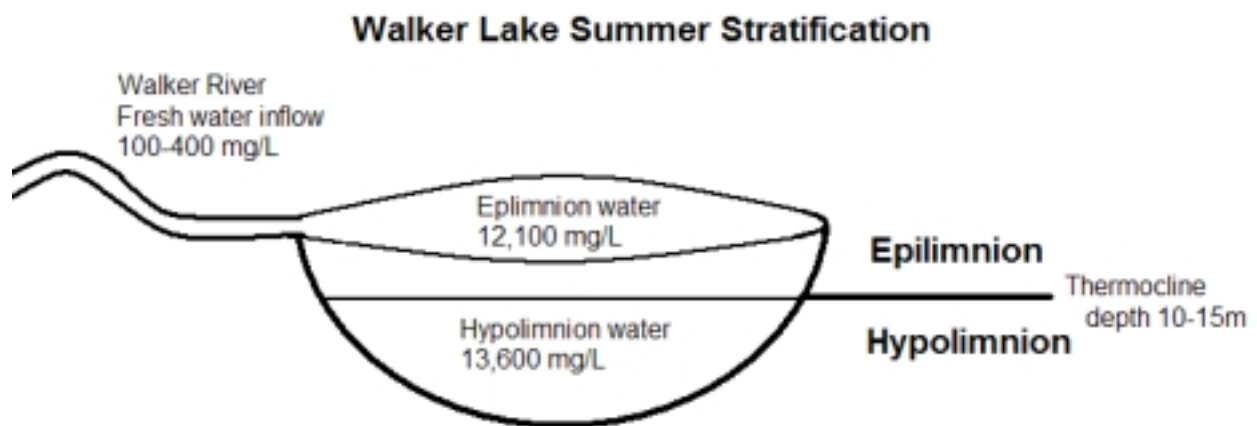 Walker Lake Summer Stratification
Walker River
Fresh water inflow
100-400 mg/L
Eplimnion water
12,100 mg/L
Epilimnion
Thermocline
depth 10-15m
Hypolimnion water
13,600 mg/L
Hypolimnion